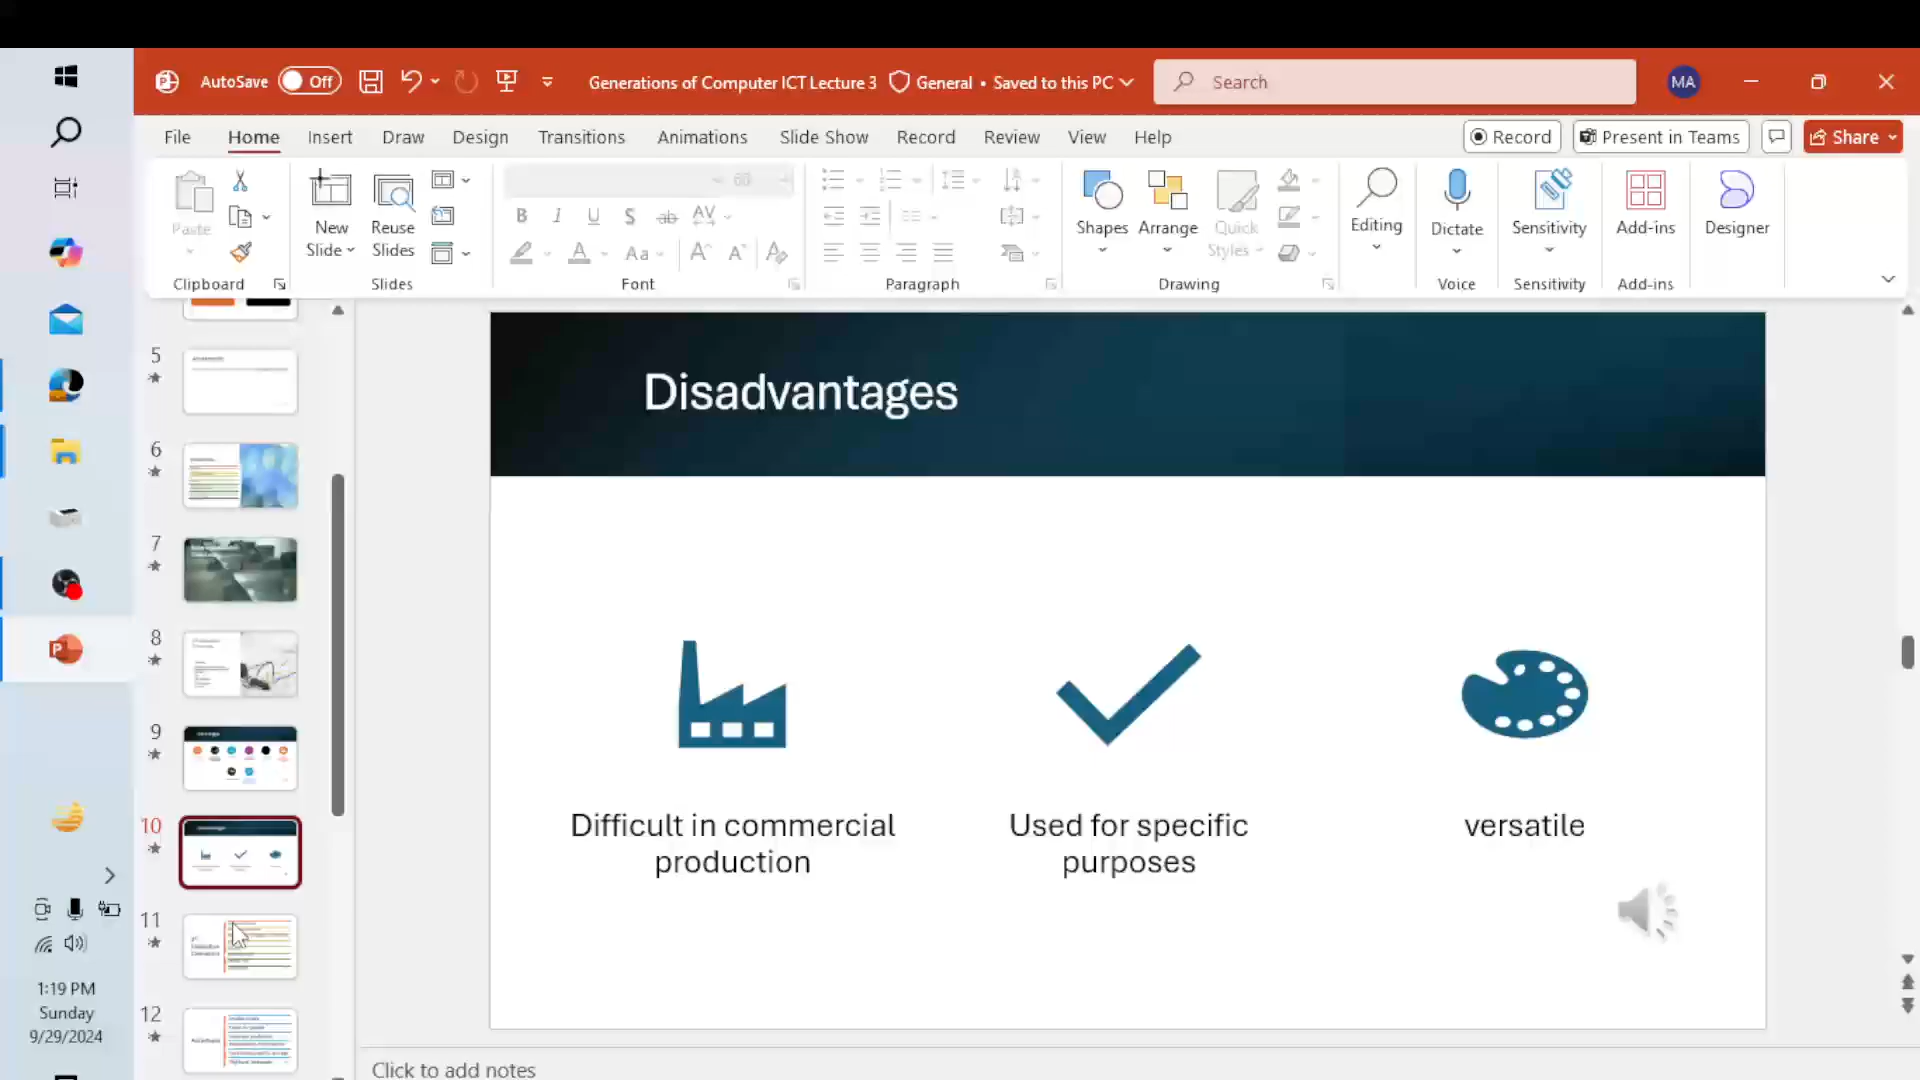 AutoSave Off Generations of Computer ICT Lecture 3 General • Saved to this PC Search MA
File Home Insert Draw Design Transitions Animations Slide Show Record Review View Help Record Present in Teams Share
Paste New Slide Reuse Slides 60 Shapes Arrange Quick Styles Editing Dictate Sensitivity Add-ins Designer
Clipboard Slides Font Paragraph Drawing Voice Sensitivity Add-ins
5
6
7
8
9
10
11
12
Disadvantages
Difficult in commercial
production
Used for specific
purposes
versatile
1:19 PM
Sunday
9/29/2024
Click to add notes